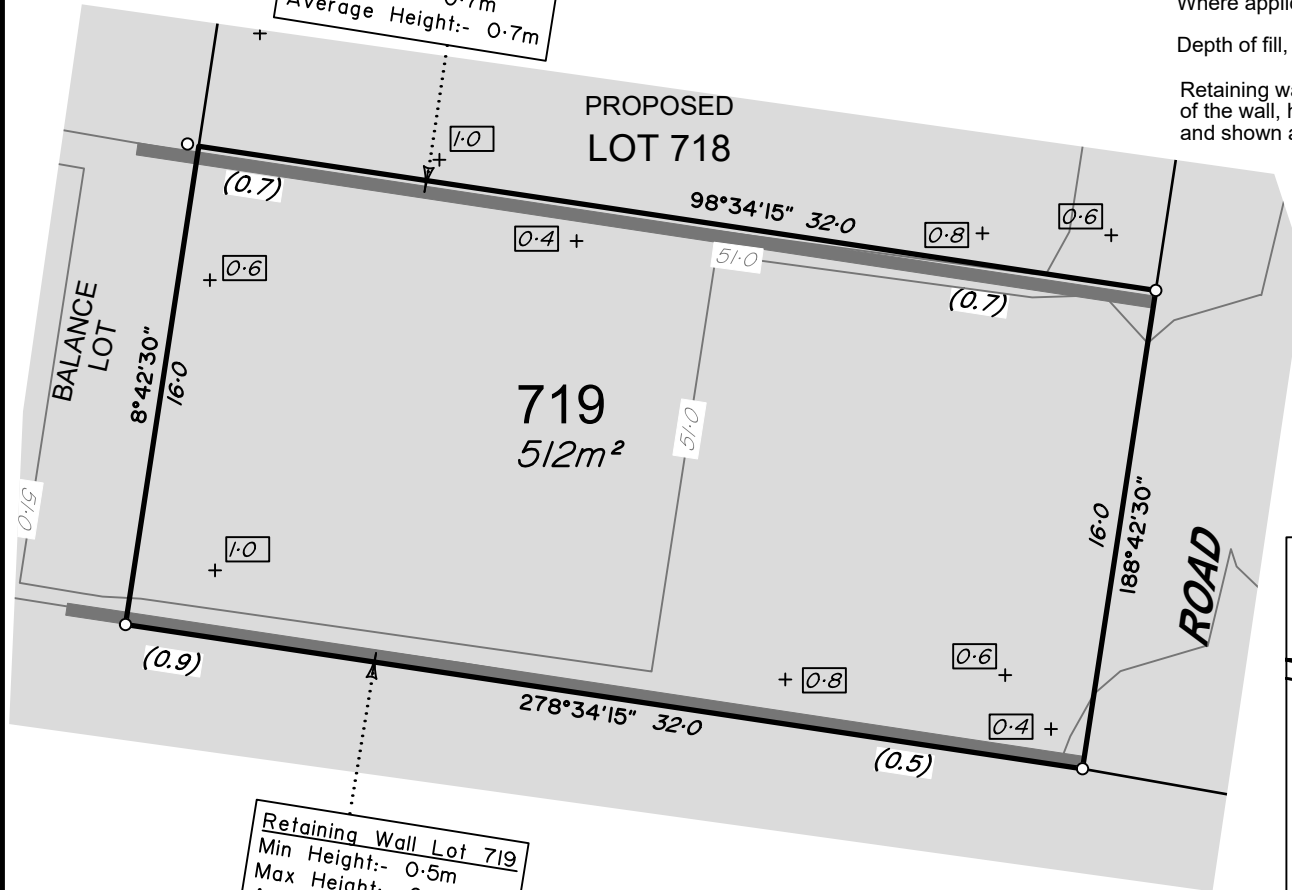 Average Height:- 0·7m
Where
Depth of fill,
Retaining
of the wall,
and shown
PROPOSED
LOT 718
1·0
(0.7)
98°34'15" 32·0
0·8
0·6
0·4
51·0
0·6
(0.7)
BALANCE
LOT
8°42'30"
16·0
719
512m²
51·0
51·0
16·0
188°42'30"
ROAD
1·0
(0.9)
0·8
0·6
278°34'15" 32·0
0·4
(0.5)
Retaining Wall Lot 719
Min Height:- 0·5m
Max Height:-